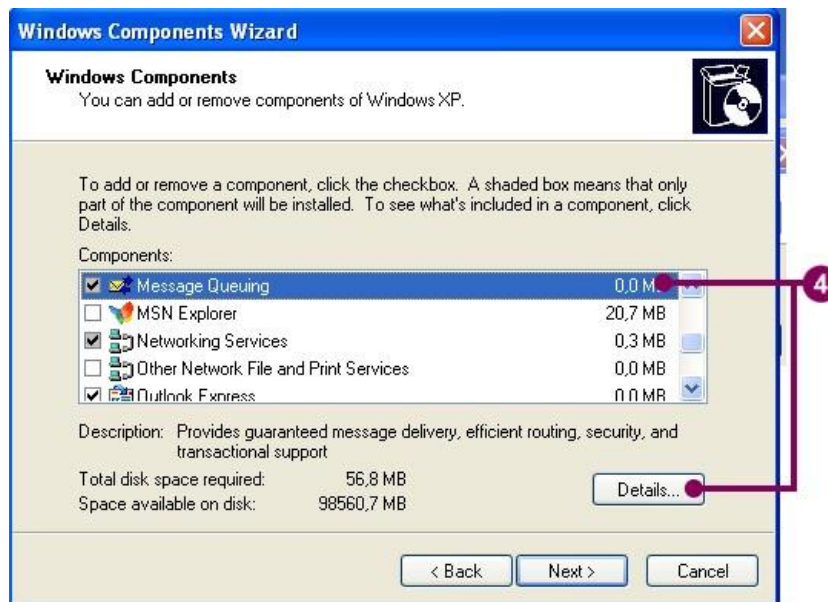 Windows Components Wizard
Windows Components
You can add or remove components of Windows XP.
To add or remove a component, click the checkbox. A shaded box means that only
part of the component will be installed. To see what's included in a component, click
Details.
Components:
Message Queuing 0,0 M
MSN Explorer 20,7 MB
Networking Services 0,3 MB
Other Network File and Print Services 0,0 MB
Outlook Express 0,0 MB
4
Description: Provides guaranteed message delivery, efficient routing, security, and
transactional support
Total disk space required: 56,8 MB
Space available on disk: 98560,7 MB
Details...
< Back Next > Cancel